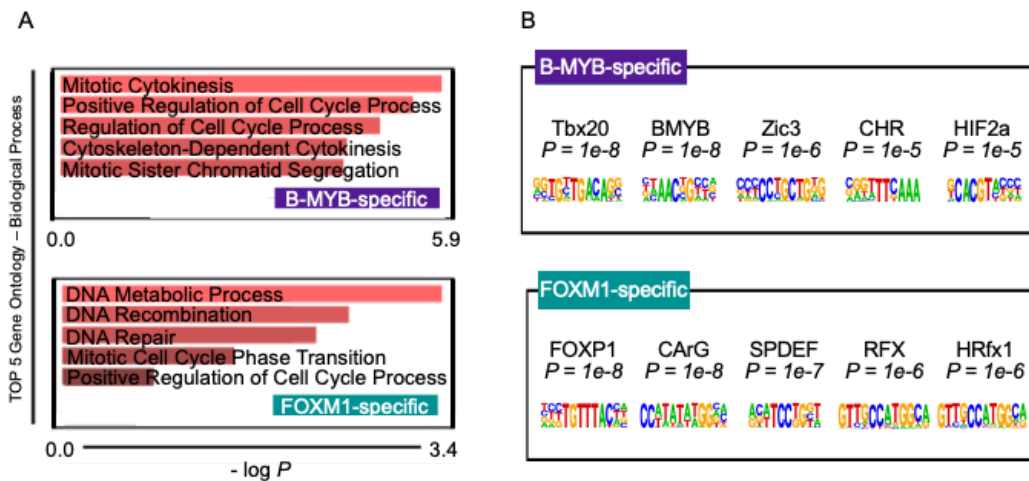 A
B
TOP 5 Gene Ontology – Biological Process
Mitotic Cytokinesis
Positive Regulation of Cell Cycle Process
Regulation of Cell Cycle Process
Cytoskeleton-Dependent Cytokinesis
Mitotic Sister Chromatid Segregation
B-MYB-specific
0.0 5.9
DNA Metabolic Process
DNA Recombination
DNA Repair
Mitotic Cell Cycle Phase Transition
Positive Regulation of Cell Cycle Process
FOXM1-specific
0.0 3.4
- log P
B-MYB-specific
Tbx20 BMYB Zic3 CHR HIF2a
P = 1e-8 P = 1e-8 P = 1e-6 P = 1e-5 P = 1e-5
FOXM1-specific
FOXP1 CArG SPDEF RFX HRfx1
P = 1e-8 P = 1e-8 P = 1e-7 P = 1e-6 P = 1e-6